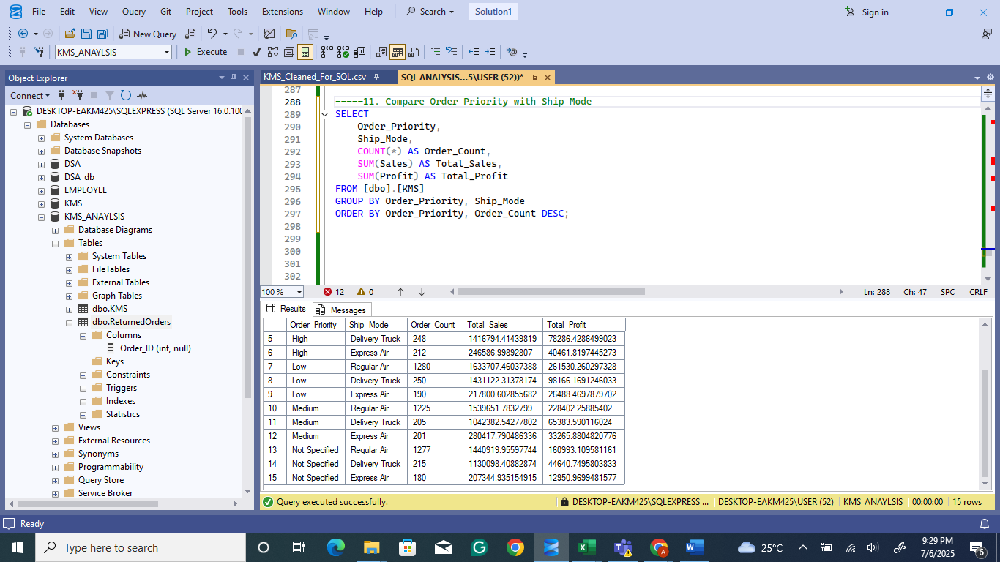 File Edit View Query Git Project Tools Extensions Window Help Search Solution1 Sign in
New Query
KMS_ANAYLSIS Execute
Object Explorer
Connect
DESKTOP-EAKM425\SQLEXPRESS (SQL Server 16.0.100
Databases
System Databases
Database Snapshots
DSA
DSA_db
EMPLOYEE
KMS
KMS_ANAYLSIS
Database Diagrams
Tables
System Tables
FileTables
External Tables
Graph Tables
dbo.KMS
dbo.ReturnedOrders
Columns
Order_ID (int, null)
Keys
Constraints
Triggers
Indexes
Statistics
Views
External Resources
Synonyms
Programmability
Query Store
Service Broker
KMS_Cleaned_For_SQL.csv SQL ANALYSIS...5\USER (52))*
287
288 -----11. Compare Order Priority with Ship Mode
289 SELECT
290 Order_Priority,
291 Ship_Mode,
292 COUNT(*) AS Order_Count,
293 SUM(Sales) AS Total_Sales,
294 SUM(Profit) AS Total_Profit
295 FROM [dbo].[KMS]
296 GROUP BY Order_Priority, Ship_Mode
297 ORDER BY Order_Priority, Order_Count DESC;
298
299
300
301
302
100 % 12 0 Ln: 288 Ch: 47 SPC CRLF
Results Messages
Order_Priority Ship_Mode Order_Count Total_Sales Total_Profit
5 High Delivery Truck 248 1416794.41439819 78286.4286499023
6 High Express Air 212 246586.99892807 40461.8197445273
7 Low Regular Air 1280 1633707.46037388 261530.260297328
8 Low Delivery Truck 250 1431122.31378174 98166.1691246033
9 Low Express Air 190 217800.602855682 26488.4697879702
10 Medium Regular Air 1225 1539651.7832799 228402.25885402
11 Medium Delivery Truck 205 1042382.54277802 65383.590116024
12 Medium Express Air 201 280417.790486336 33265.8804820776
13 Not Specified Regular Air 1277 1440919.95597744 160993.109581161
14 Not Specified Delivery Truck 215 1130098.40882874 44640.7495803833
15 Not Specified Express Air 180 207344.935154915 12950.9699481577
Query executed successfully. DESKTOP-EAKM425\SQLEXPRESS ... DESKTOP-EAKM425\USER (52) KMS_ANAYLSIS 00:00:00 15 rows
Ready
Type here to search 25°C 9:29 PM
7/6/2025 6